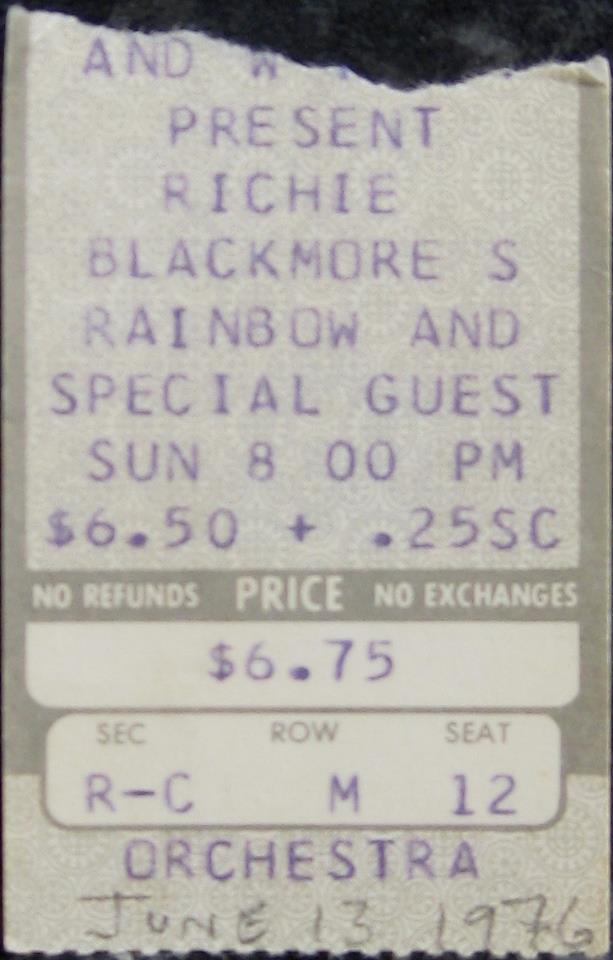 AND W
PRESENT
RICHIE
BLACKMORE S
RAINBOW AND
SPECIAL GUEST
SUN 8 00 PM
$6.50 + .25SC
NO REFUNDS PRICE NO EXCHANGES
$6.75
SEC ROW SEAT
R-C M 12
ORCHESTRA
JUNE 13 1976